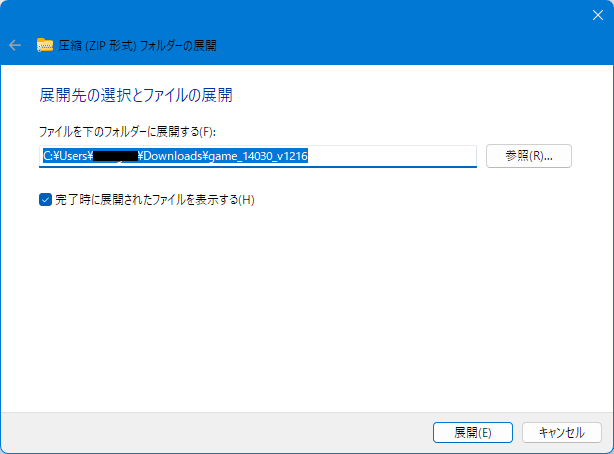 圧縮 (ZIP 形式) フォルダーの展開
展開先の選択とファイルの展開
ファイルを下のフォルダーに展開する(F):
C:¥Users¥ ¥Downloads¥game_14030_v1216
参照(R)...
完了時に展開されたファイルを表示する(H)
展開(E)
キャンセル